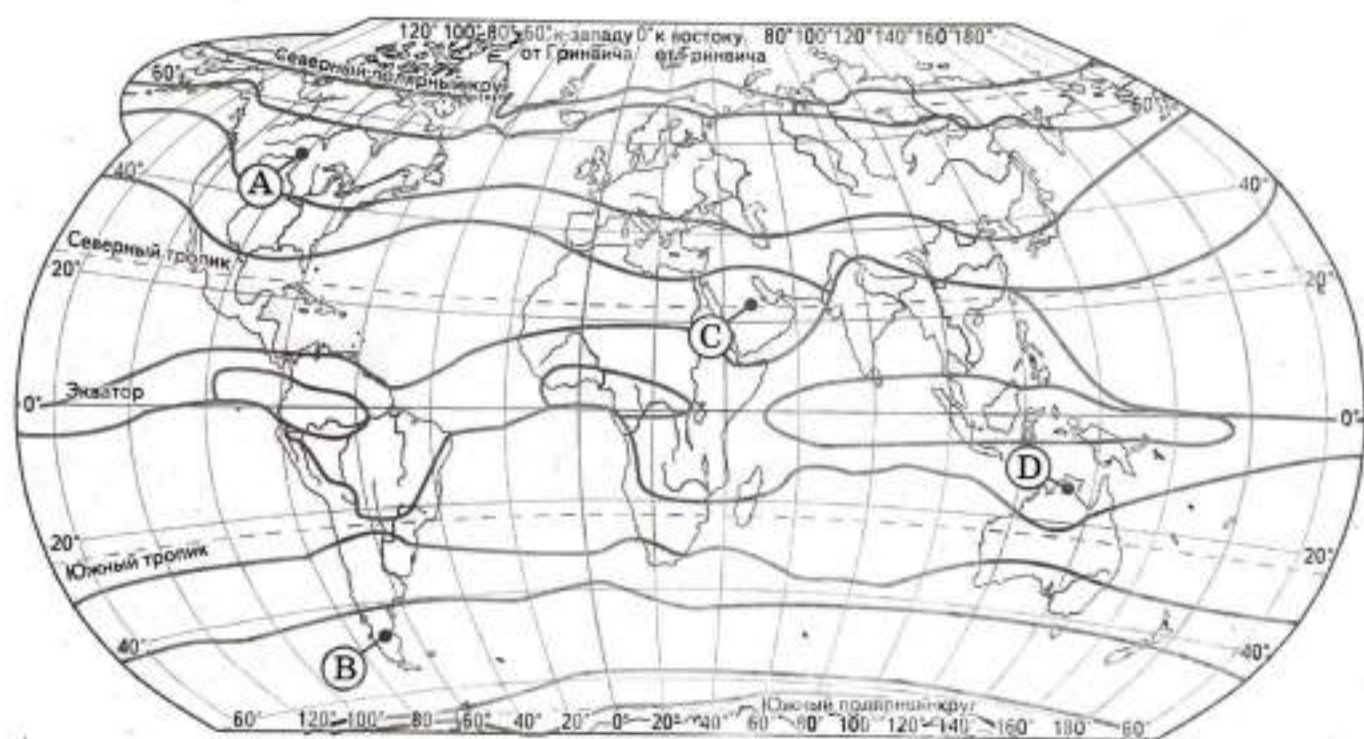 120° 100° 80° 60° к западу 0° к востоку 80° 100° 120° 140° 160° 180°
от Гринвича от Гринвича
Северный полярный круг
60° 60°
A
40° 40°
Северный тропик
20° 20°
C
Экватор
0° 0°
D
20° 20°
Южный тропик
40° 40°
B
Южный полярный круг
60° 120° 100° 80 60° 40° 20° 0° 20° 40° 60° 80° 100° 120° 140° 160° 180 60°